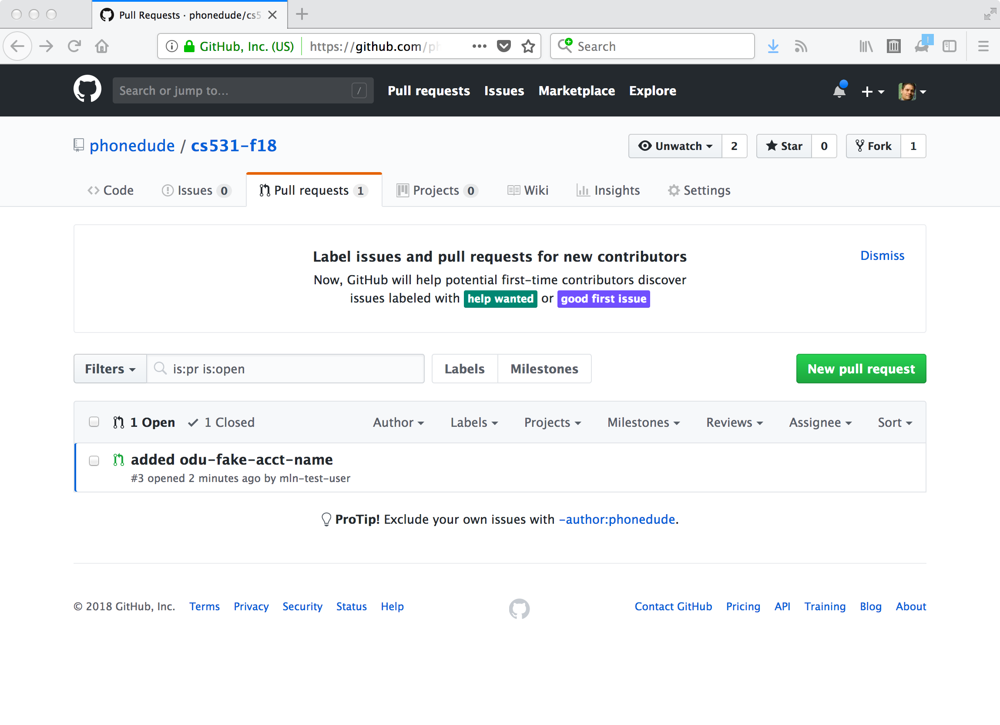 Pull Requests · phonedude/cs5
GitHub, Inc. (US) https://github.com/ph
Search
Search or jump to... /
Pull requests Issues Marketplace Explore
phonedude / cs531-f18
Unwatch 2 Star 0 Fork 1
Code Issues 0 Pull requests 1 Projects 0 Wiki Insights Settings
Label issues and pull requests for new contributors
Dismiss
Now, GitHub will help potential first-time contributors discover
issues labeled with help wanted or good first issue
Filters is:pr is:open Labels Milestones New pull request
1 Open 1 Closed Author Labels Projects Milestones Reviews Assignee Sort
added odu-fake-acct-name
#3 opened 2 minutes ago by mln-test-user
ProTip! Exclude your own issues with -author:phonedude.
© 2018 GitHub, Inc. Terms Privacy Security Status Help Contact GitHub Pricing API Training Blog About